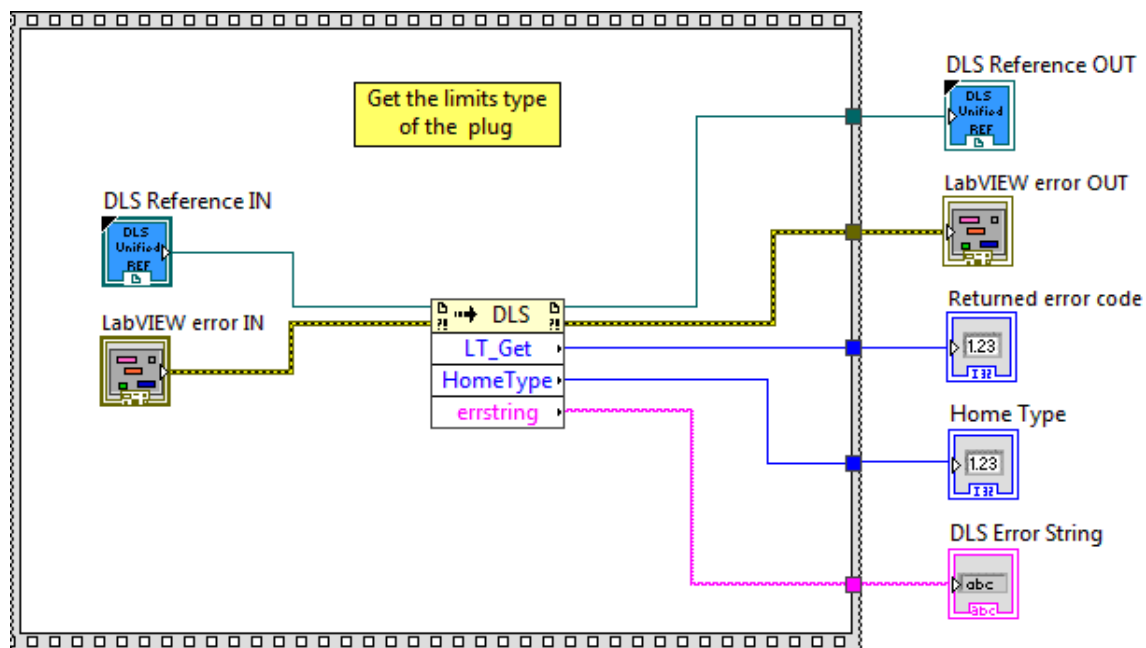 DLS Reference OUT
DLS
Unified
REF
Get the limits type
of the plug
LabVIEW error OUT
DLS Reference IN
DLS
Unified
REF
LabVIEW error IN
DLS
LT_Get
HomeType
errstring
Returned error code
1.23
I32
Home Type
1.23
I32
DLS Error String
abc
abc